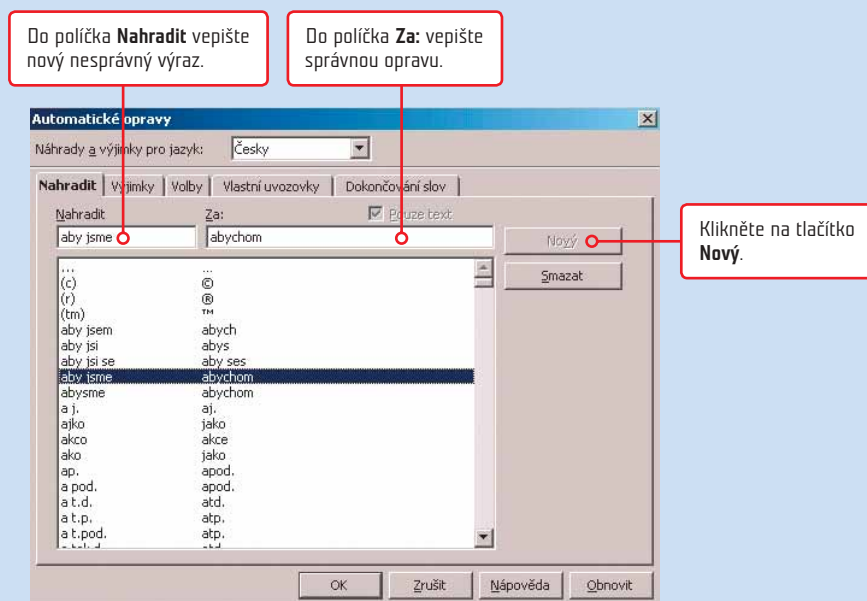 Do políčka Nahradit vepište
nový nesprávný výraz.
Do políčka Za: vepište
správnou opravu.
Automatické opravy
Náhrady a výjimky pro jazyk: Česky
Nahradit Výjimky Volby Vlastní uvozovky Dokončování slov
Nahradit Za: Pouze text
aby jsme abychom Nový
Klikněte na tlačítko
Nový.
Smazat
... ...
(c) ©
(r) ®
(tm) ™
aby jsem abych
aby jsi abys
aby jsi se aby ses
aby jsme abychom
abysme abychom
a j. aj.
ajko jako
akco akce
ako jako
ap. apod.
a pod. apod.
a t.d. atd.
a t.p. atp.
a t.pod. atp.
OK Zrušit Nápověda Obnovit